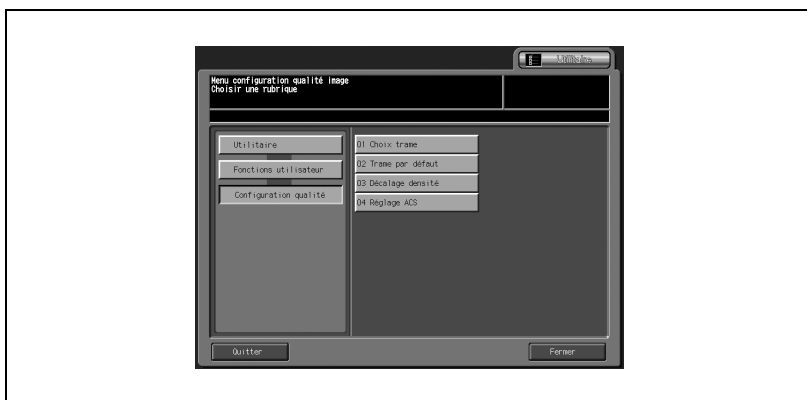 Utilitaire
Menu configuration qualité image
Choisir une rubrique
Utilitaire
Fonctions utilisateur
Configuration qualité
01 Choix trame
02 Trame par défaut
03 Décalage densité
04 Réglage ACS
Quitter
Fermer